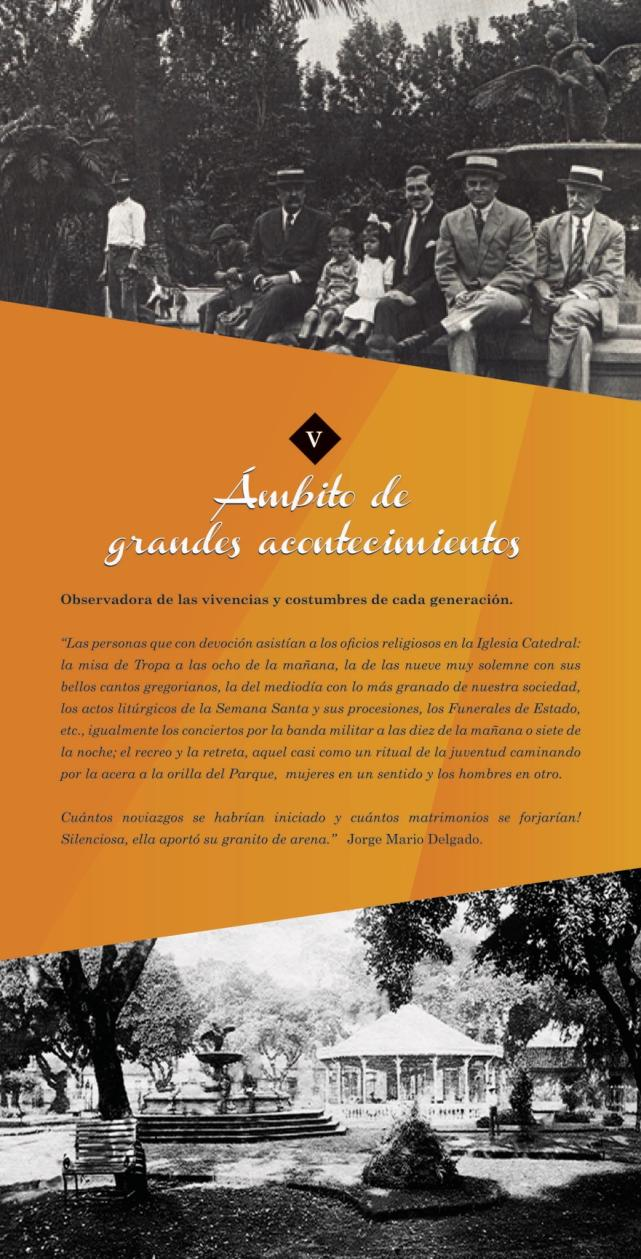 V
Ámbito de
grandes acontecimientos
Observadora de las vivencias y costumbres de cada generación.
“Las personas que con devoción asistían a los oficios religiosos en la Iglesia Catedral:
la misa de Tropa a las ocho de la mañana, la de las nueve muy solemne con sus
bellos cantos gregorianos, la del mediodía con lo más granado de nuestra sociedad,
los actos litúrgicos de la Semana Santa y sus procesiones, los Funerales de Estado,
etc., igualmente los conciertos por la banda militar a las diez de la mañana o siete de
la noche; el recreo y la retreta, aquel casi como un ritual de la juventud caminando
por la acera a la orilla del Parque, mujeres en un sentido y los hombres en otro.
Cuántos noviazgos se habrían iniciado y cuántos matrimonios se forjarían!
Silenciosa, ella aportó su granito de arena.” Jorge Mario Delgado.